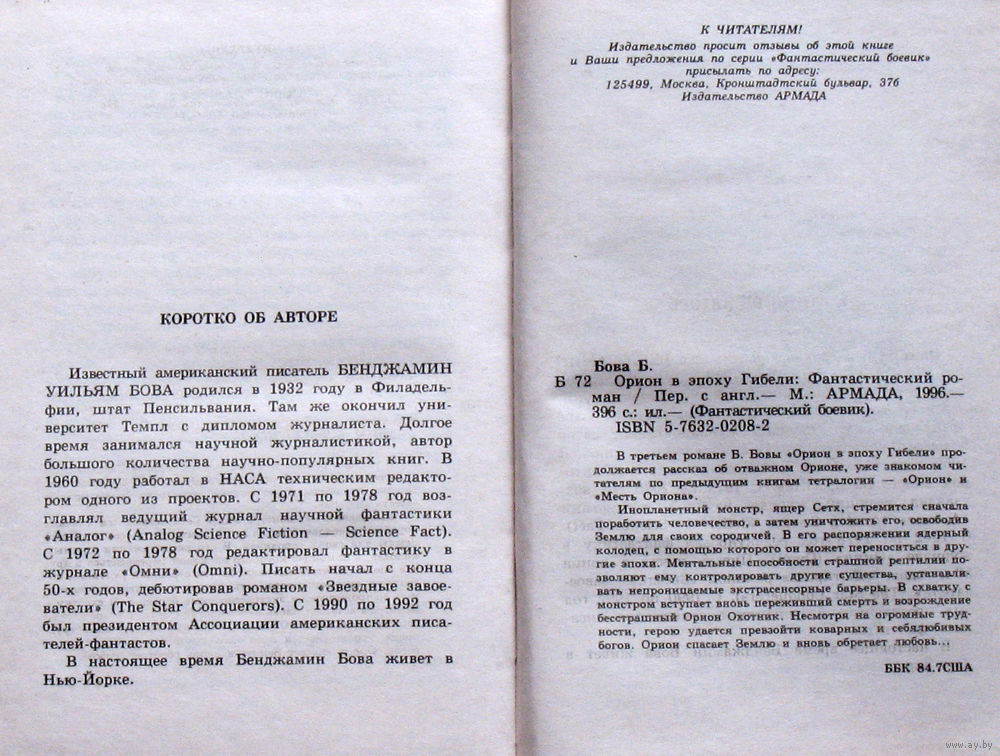 КОРОТКО ОБ АВТОРЕ
Известный американский писатель БЕНДЖАМИН
УИЛЬЯМ БОВА родился в 1932 году в Филадель-
фии, штат Пенсильвания. Там же окончил уни-
верситет Темпл с дипломом журналиста. Долгое
время занимался научной журналистикой, автор
большого количества научно-популярных книг. В
1960 году работал в НАСА техническим редакто-
ром одного из проектов. С 1971 по 1978 год воз-
главлял ведущий журнал научной фантастики
«Аналог» (Analog Science Fiction — Science Fact).
С 1972 по 1978 год редактировал фантастику в
журнале «Омни» (Omni). Писать начал с конца
50-х годов, дебютировав романом «Звездные завое-
ватели» (The Star Conquerors). С 1990 по 1992 год
был президентом Ассоциации американских писа-
телей-фантастов.
В настоящее время Бенджамин Бова живет в
Нью-Йорке.
К ЧИТАТЕЛЯМ!
Издательство просит отзывы об этой книге
и Ваши предложения по серии «Фантастический боевик»
присылать по адресу:
125499, Москва, Кронштадтский бульвар, 37б
Издательство АРМАДА
Бова Б.
Б 72 Орион в эпоху Гибели: Фантастический ро-
ман / Пер. с англ.— М.: АРМАДА, 1996.—
396 с.: ил.— (Фантастический боевик).
ISBN 5-7632-0208-2
В третьем романе Б. Бовы «Орион в эпоху Гибели» про-
должается рассказ об отважном Орионе, уже знакомом чи-
тателям по предыдущим книгам тетралогии — «Орион» и
«Месть Ориона».
Инопланетный монстр, ящер Сетх, стремится сначала
поработить человечество, а затем уничтожить его, освободив
Землю для своих сородичей. В его распоряжении ядерный
колодец, с помощью которого он может переноситься в дру-
гие эпохи. Ментальные способности страшной рептилии по-
зволяют ему контролировать другие существа, устанавли-
вать непроницаемые экстрасенсорные барьеры. В схватку с
монстром вступает вновь переживший смерть и возрождение
бесстрашный Орион Охотник. Несмотря на огромные труд-
ности, герою удается превзойти коварных и себялюбивых
богов. Орион спасает Землю и вновь обретает любовь...
ББК 84.7США
www.ay.by